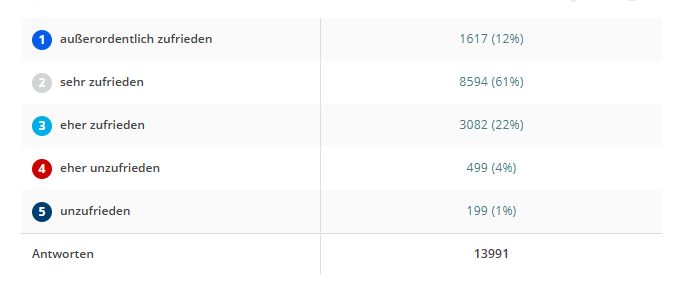 1 außerordentlich zufrieden 1617 (12%)
2 sehr zufrieden 8594 (61%)
3 eher zufrieden 3082 (22%)
4 eher unzufrieden 499 (4%)
5 unzufrieden 199 (1%)
Antworten 13991